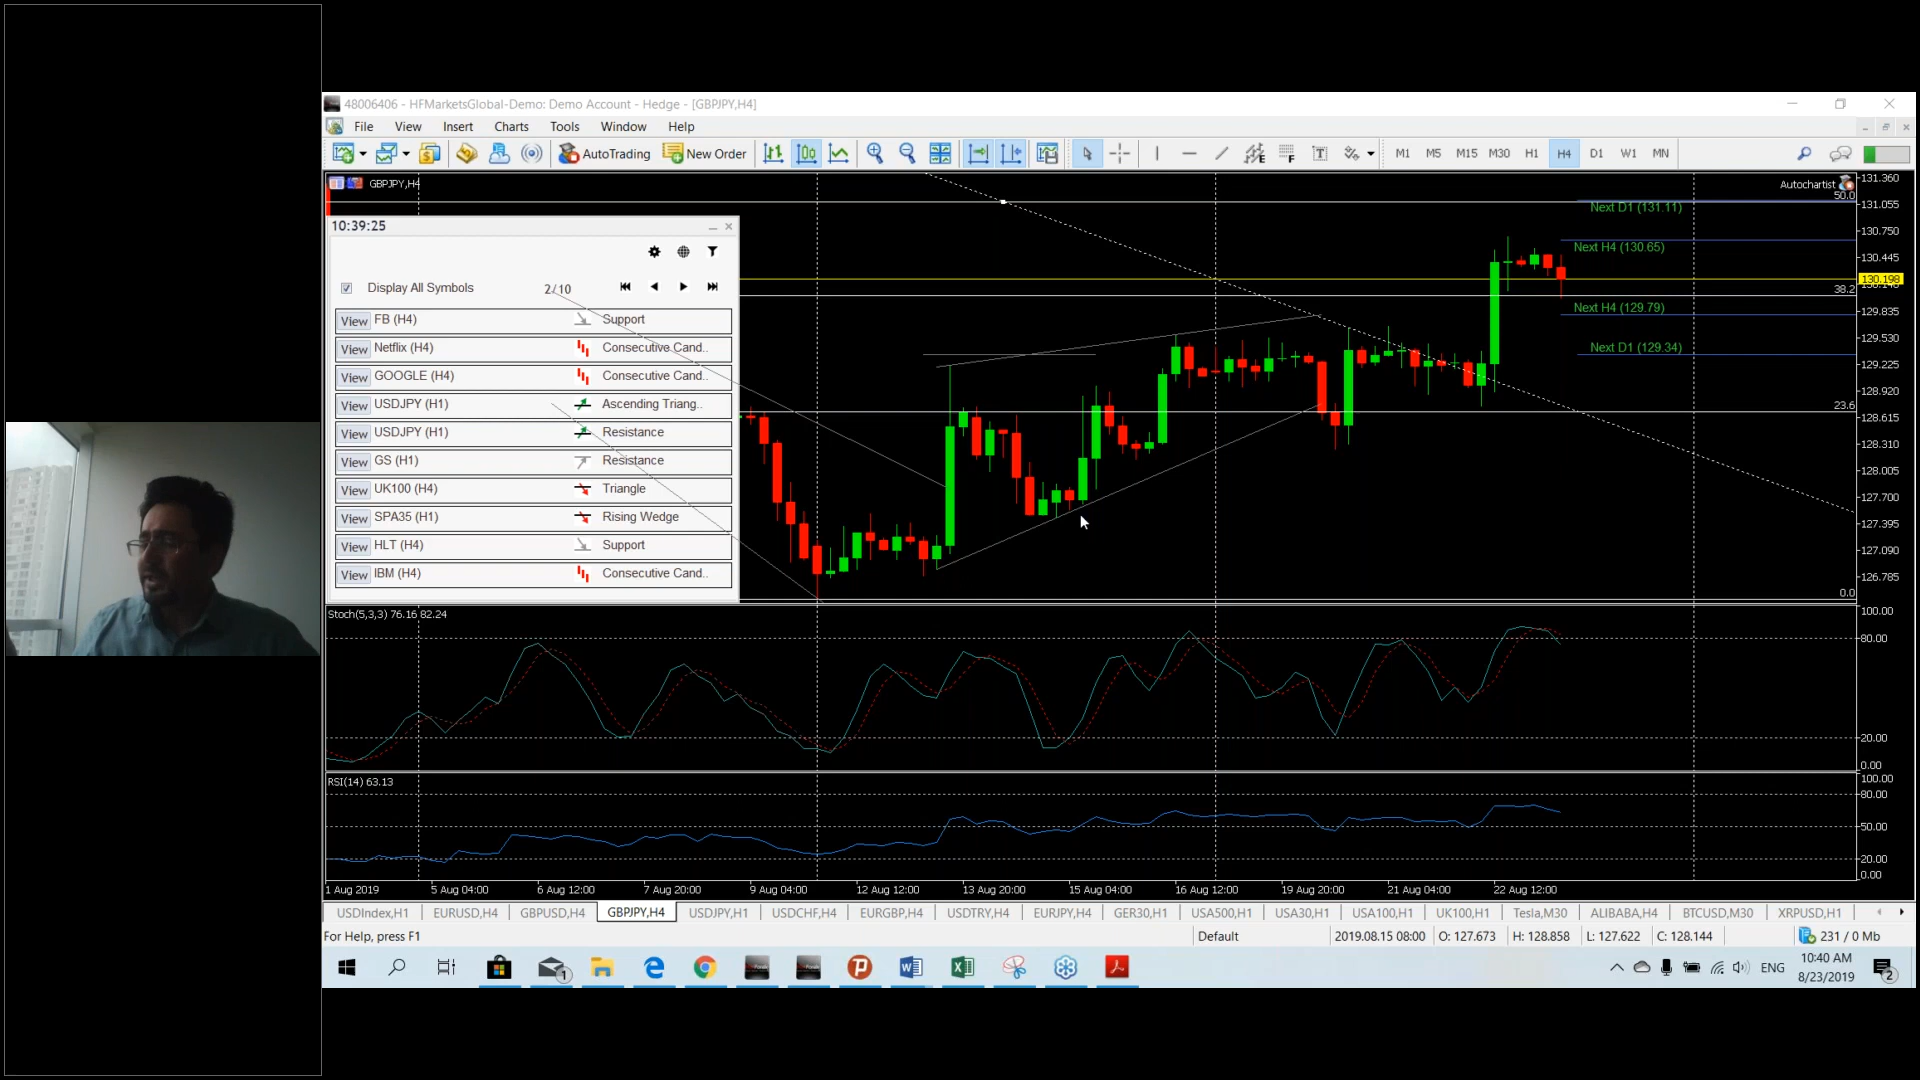 48006406 - HFMarketsGlobal-Demo: Demo Account - Hedge - [GBPJPY,H4]
File View Insert Charts Tools Window Help
AutoTrading New Order M1 M5 M15 M30 H1 H4 D1 W1 MN
GBPJPY,H4
Autochartist
131.360
50.0
131.055
Next D1 (131.11)
130.750
Next H4 (130.65)
130.445
130.198
38.2
Next H4 (129.79)
129.835
129.530
Next D1 (129.34)
129.225
128.920
23.6
128.615
128.310
128.005
127.700
127.395
127.090
126.785
0.0
10:39:25
Display All Symbols 2/10
View FB (H4) Support
View Netflix (H4) Consecutive Cand..
View GOOGLE (H4) Consecutive Cand..
View USDJPY (H1) Ascending Triang..
View USDJPY (H1) Resistance
View GS (H1) Resistance
View UK100 (H4) Triangle
View SPA35 (H1) Rising Wedge
View HLT (H4) Support
View IBM (H4) Consecutive Cand..
Stoch(5,3,3) 76.16 82.24
100.00
80.00
20.00
0.00
RSI(14) 63.13
100.00
80.00
50.00
20.00
0.00
1 Aug 2019 5 Aug 04:00 6 Aug 12:00 7 Aug 20:00 9 Aug 04:00 12 Aug 12:00 13 Aug 20:00 15 Aug 04:00 16 Aug 12:00 19 Aug 20:00 21 Aug 04:00 22 Aug 12:00
USDIndex,H1 EURUSD,H4 GBPUSD,H4 GBPJPY,H4 USDJPY,H1 USDCHF,H4 EURGBP,H4 USDTRY,H4 EURJPY,H4 GER30,H1 USA500,H1 USA30,H1 USA100,H1 UK100,H1 Tesla,M30 ALIBABA,H4 BTCUSD,M30 XRPUSD,H1
For Help, press F1 Default 2019.08.15 08:00 O: 127.673 H: 128.858 L: 127.622 C: 128.144 231 / 0 Mb
1
ENG
10:40 AM
8/23/2019
2